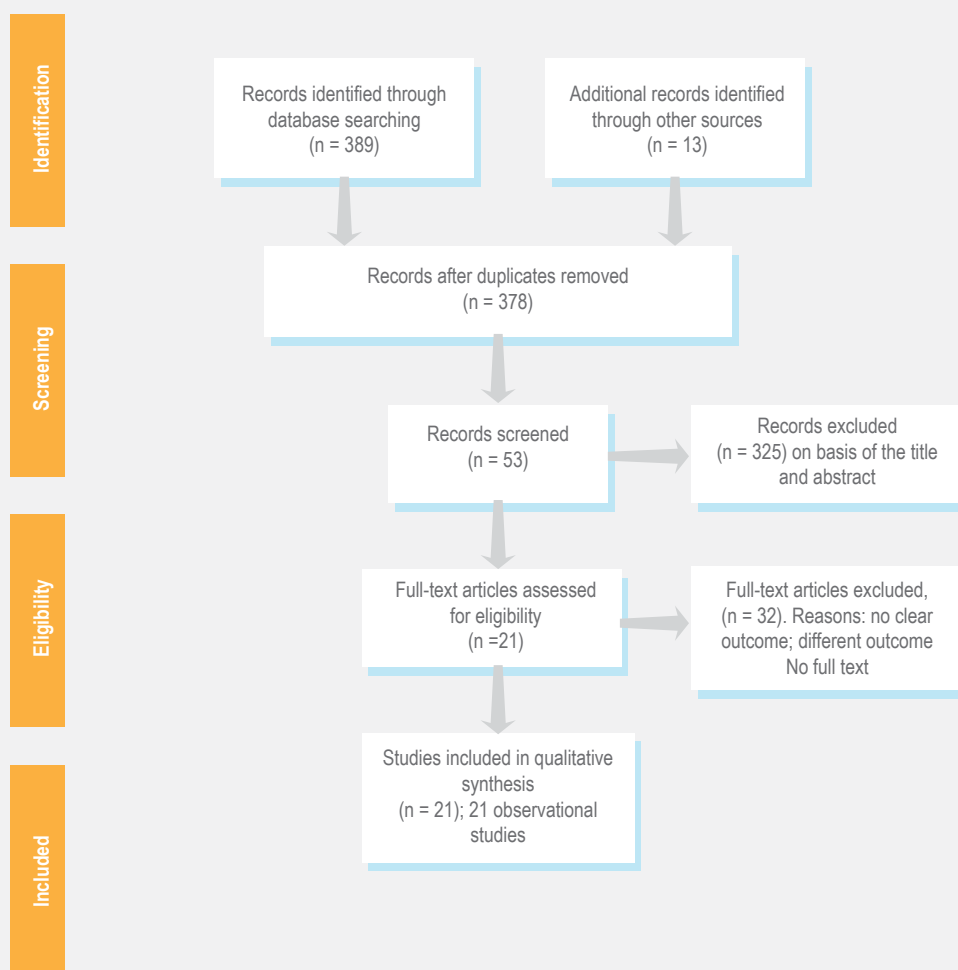 Identification
Records identified through
database searching
(n = 389)
Additional records identified
through other sources
(n = 13)
Screening
Records after duplicates removed
(n = 378)
Records screened
(n = 53)
Records excluded
(n = 325) on basis of the title
and abstract
Eligibility
Full-text articles assessed
for eligibility
(n =21)
Full-text articles excluded,
(n = 32). Reasons: no clear
outcome; different outcome
No full text
Included
Studies included in qualitative
synthesis
(n = 21); 21 observational
studies